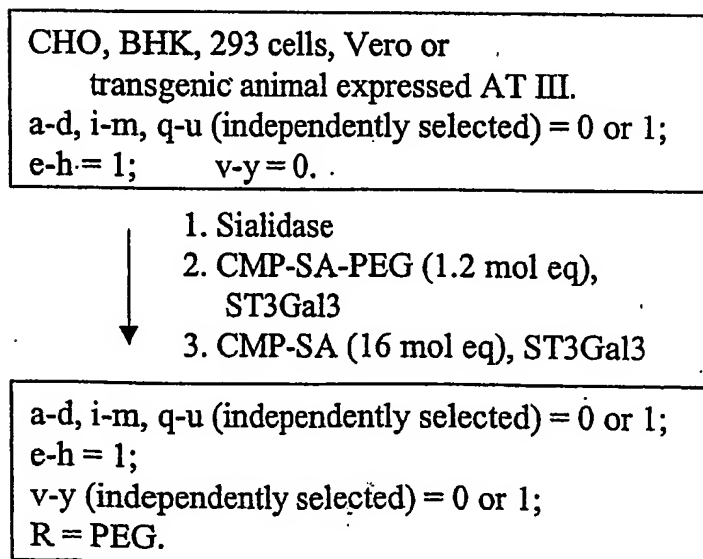 CHO, BHK, 293 cells, Vero or
transgenic animal expressed AT III.
a-d, i-m, q-u (independently selected) = 0 or 1;
e-h = 1; v-y = 0.
1. Sialidase
2. CMP-SA-PEG (1.2 mol eq),
ST3Gal3
3. CMP-SA (16 mol eq), ST3Gal3
a-d, i-m, q-u (independently selected) = 0 or 1;
e-h = 1;
v-y (independently selected) = 0 or 1;
R = PEG.